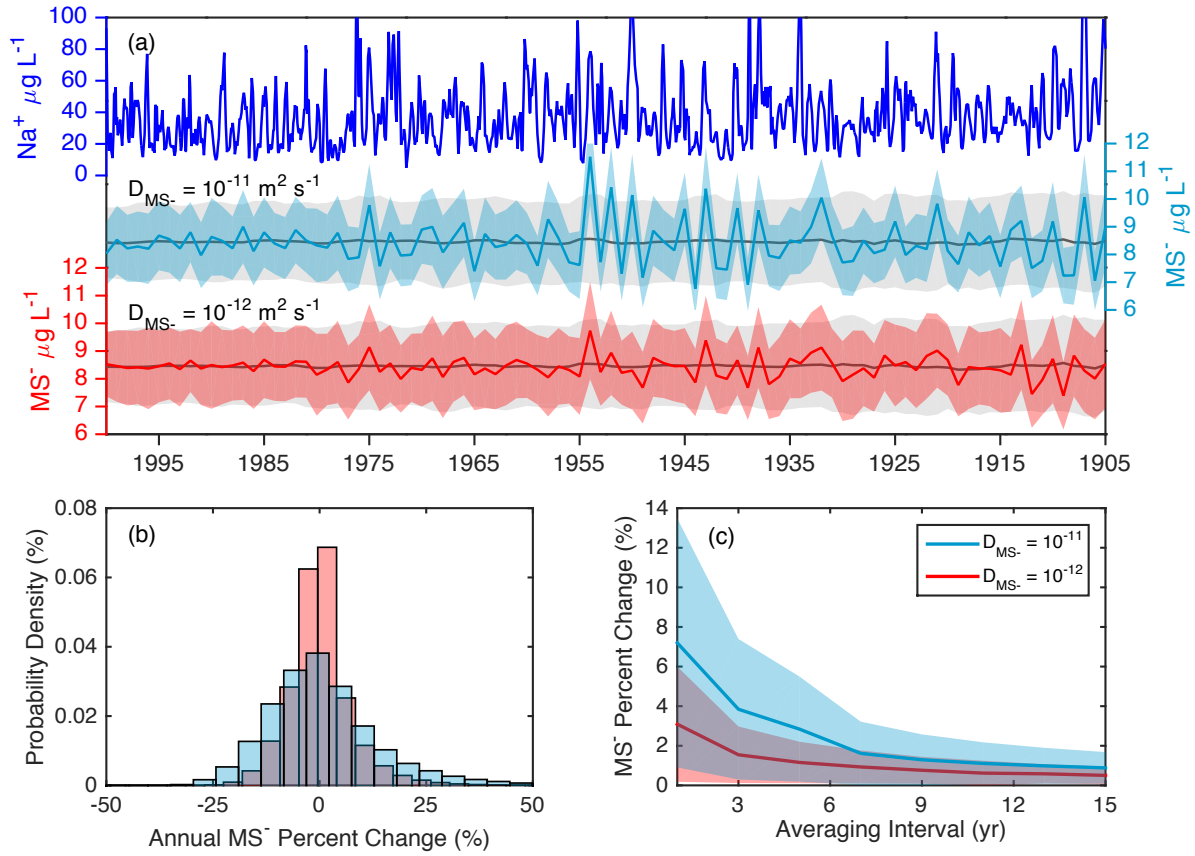 (a)
Na⁺ µg L⁻¹
100
80
60
40
20
0
D_MS- = 10⁻¹¹ m² s⁻¹
12
11
10
9
8
7
6
MS⁻ µg L⁻¹
D_MS- = 10⁻¹² m² s⁻¹
12
11
10
9
8
7
6
MS⁻ µg L⁻¹
1995 1985 1975 1965 1955 1945 1935 1925 1915 1905
(b)
Probability Density (%)
0.08
0.06
0.04
0.02
0
-50 -25 0 25 50
Annual MS⁻ Percent Change (%)
(c)
MS⁻ Percent Change (%)
14
12
10
8
6
4
2
0
D_MS- = 10⁻¹¹
D_MS- = 10⁻¹²
3 6 9 12 15
Averaging Interval (yr)